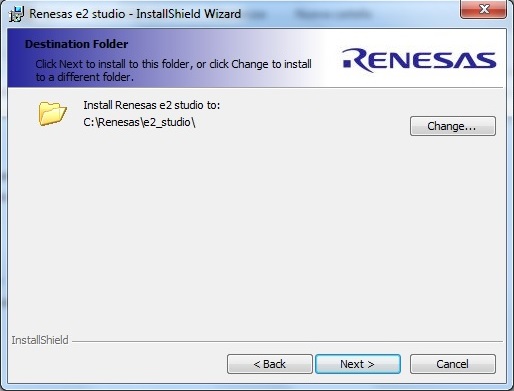 Renesas e2 studio - InstallShield Wizard
Destination Folder
Click Next to install to this folder, or click Change to install
to a different folder.
RENESAS
Install Renesas e2 studio to:
C:\Renesas\e2_studio\
Change...
InstallShield
< Back
Next >
Cancel